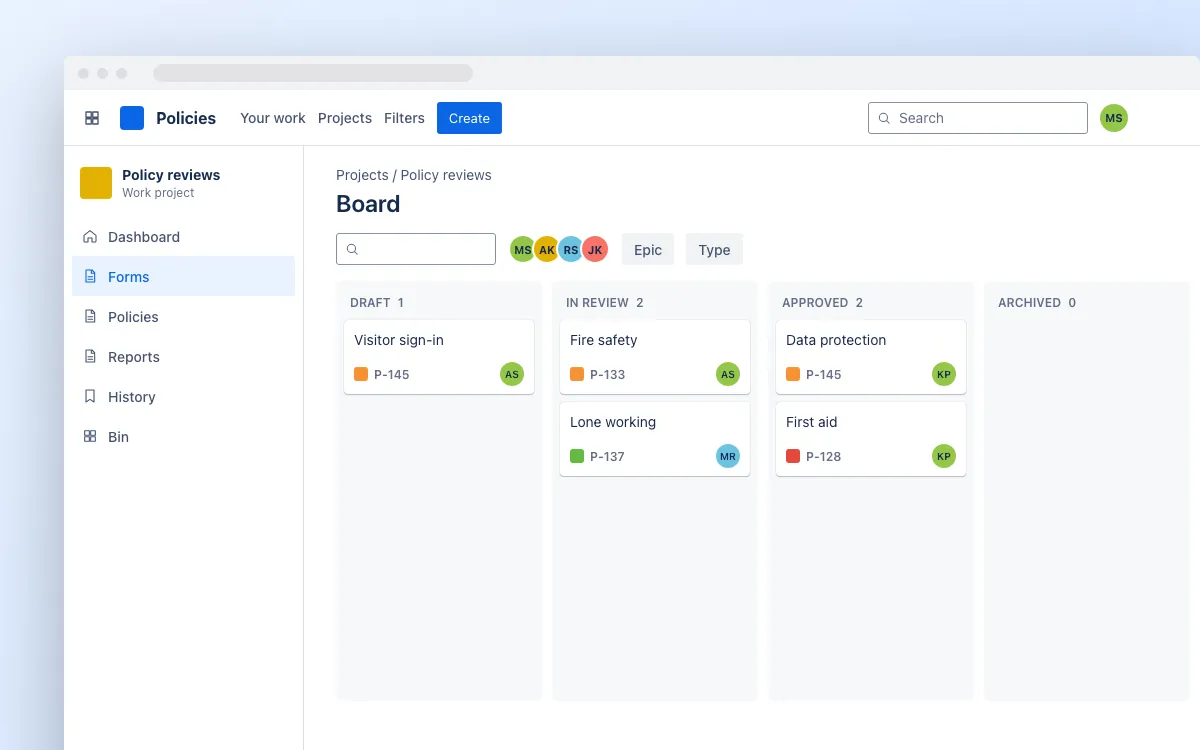 Policies Your work Projects Filters Create Search MS
Policy reviews
Work project
Dashboard
Forms
Policies
Reports
History
Bin
Projects / Policy reviews
Board
MS AK RS JK Epic Type
DRAFT 1
Visitor sign-in
P-145 AS
IN REVIEW 2
Fire safety
P-133 AS
Lone working
P-137 MR
APPROVED 2
Data protection
P-145 KP
First aid
P-128 KP
ARCHIVED 0